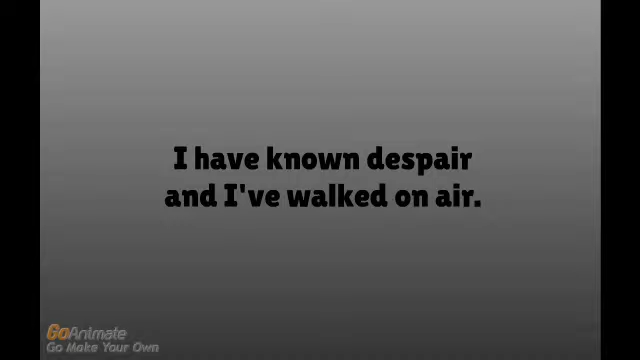 I have known despair
and I've walked on air.
GoAnimate
Go Make Your Own